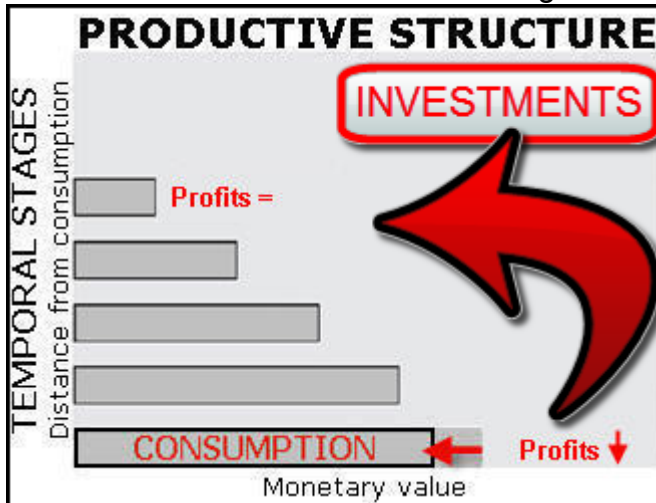 PRODUCTIVE STRUCTURE
INVESTMENTS
TEMPORAL STAGES
Distance from consumption
Profits =
CONSUMPTION
Profits
Monetary value